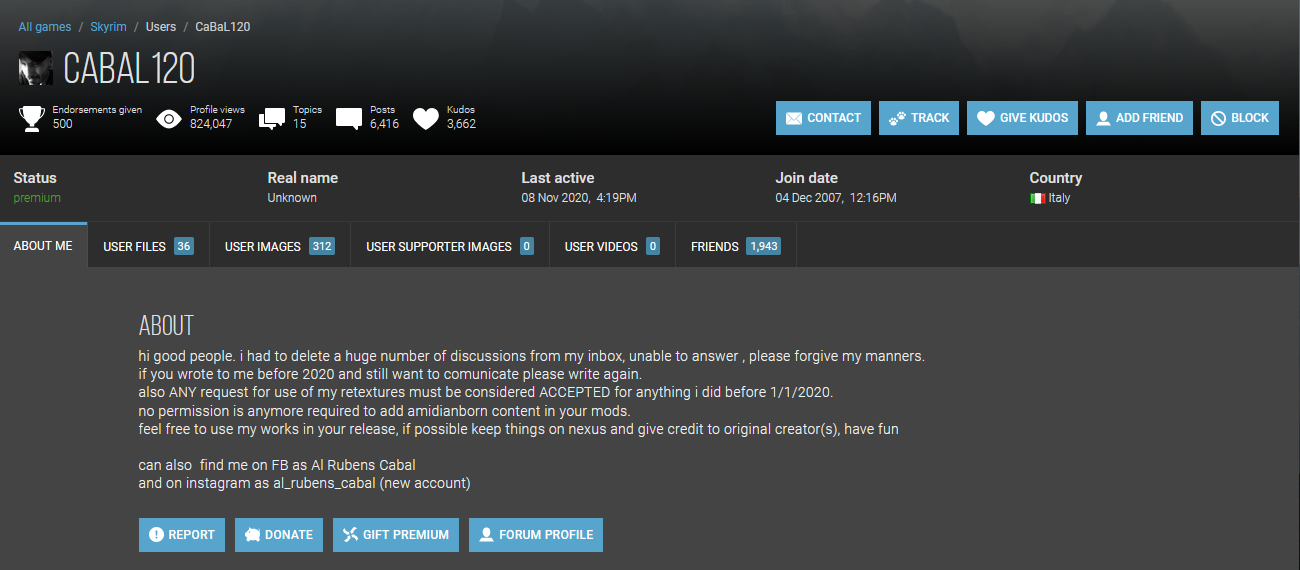 All games / Skyrim / Users / CaBaL120
CABAL120
Endorsements given
500
Profile views
824,047
Topics
15
Posts
6,416
Kudos
3,662
CONTACT
TRACK
GIVE KUDOS
ADD FRIEND
BLOCK
Status
premium
Real name
Unknown
Last active
08 Nov 2020, 4:19PM
Join date
04 Dec 2007, 12:16PM
Country
Italy
ABOUT ME
USER FILES 36
USER IMAGES 312
USER SUPPORTER IMAGES 0
USER VIDEOS 0
FRIENDS 1,943
ABOUT
hi good people. i had to delete a huge number of discussions from my inbox, unable to answer , please forgive my manners.
if you wrote to me before 2020 and still want to comunicate please write again.
also ANY request for use of my retextures must be considered ACCEPTED for anything i did before 1/1/2020.
no permission is anymore required to add amidianborn content in your mods.
feel free to use my works in your release, if possible keep things on nexus and give credit to original creator(s), have fun
can also  find me on FB as Al Rubens Cabal
and on instagram as al_rubens_cabal (new account)
REPORT
DONATE
GIFT PREMIUM
FORUM PROFILE